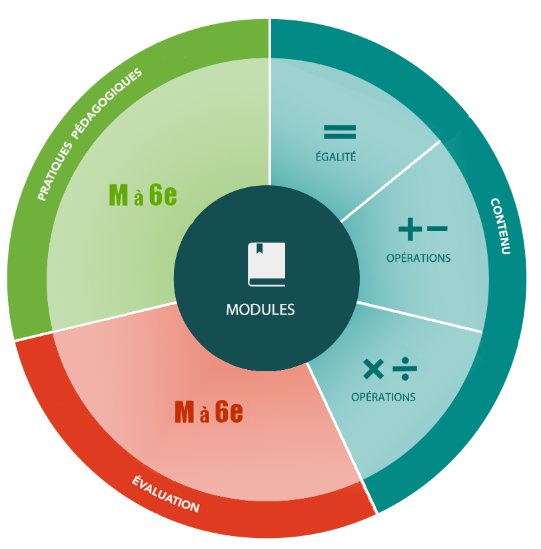 PRATIQUES PÉDAGOGIQUES
M à 6e
=
ÉGALITÉ
+ −
OPÉRATIONS
CONTENU
MODULES
× ÷
OPÉRATIONS
M à 6e
ÉVALUATION